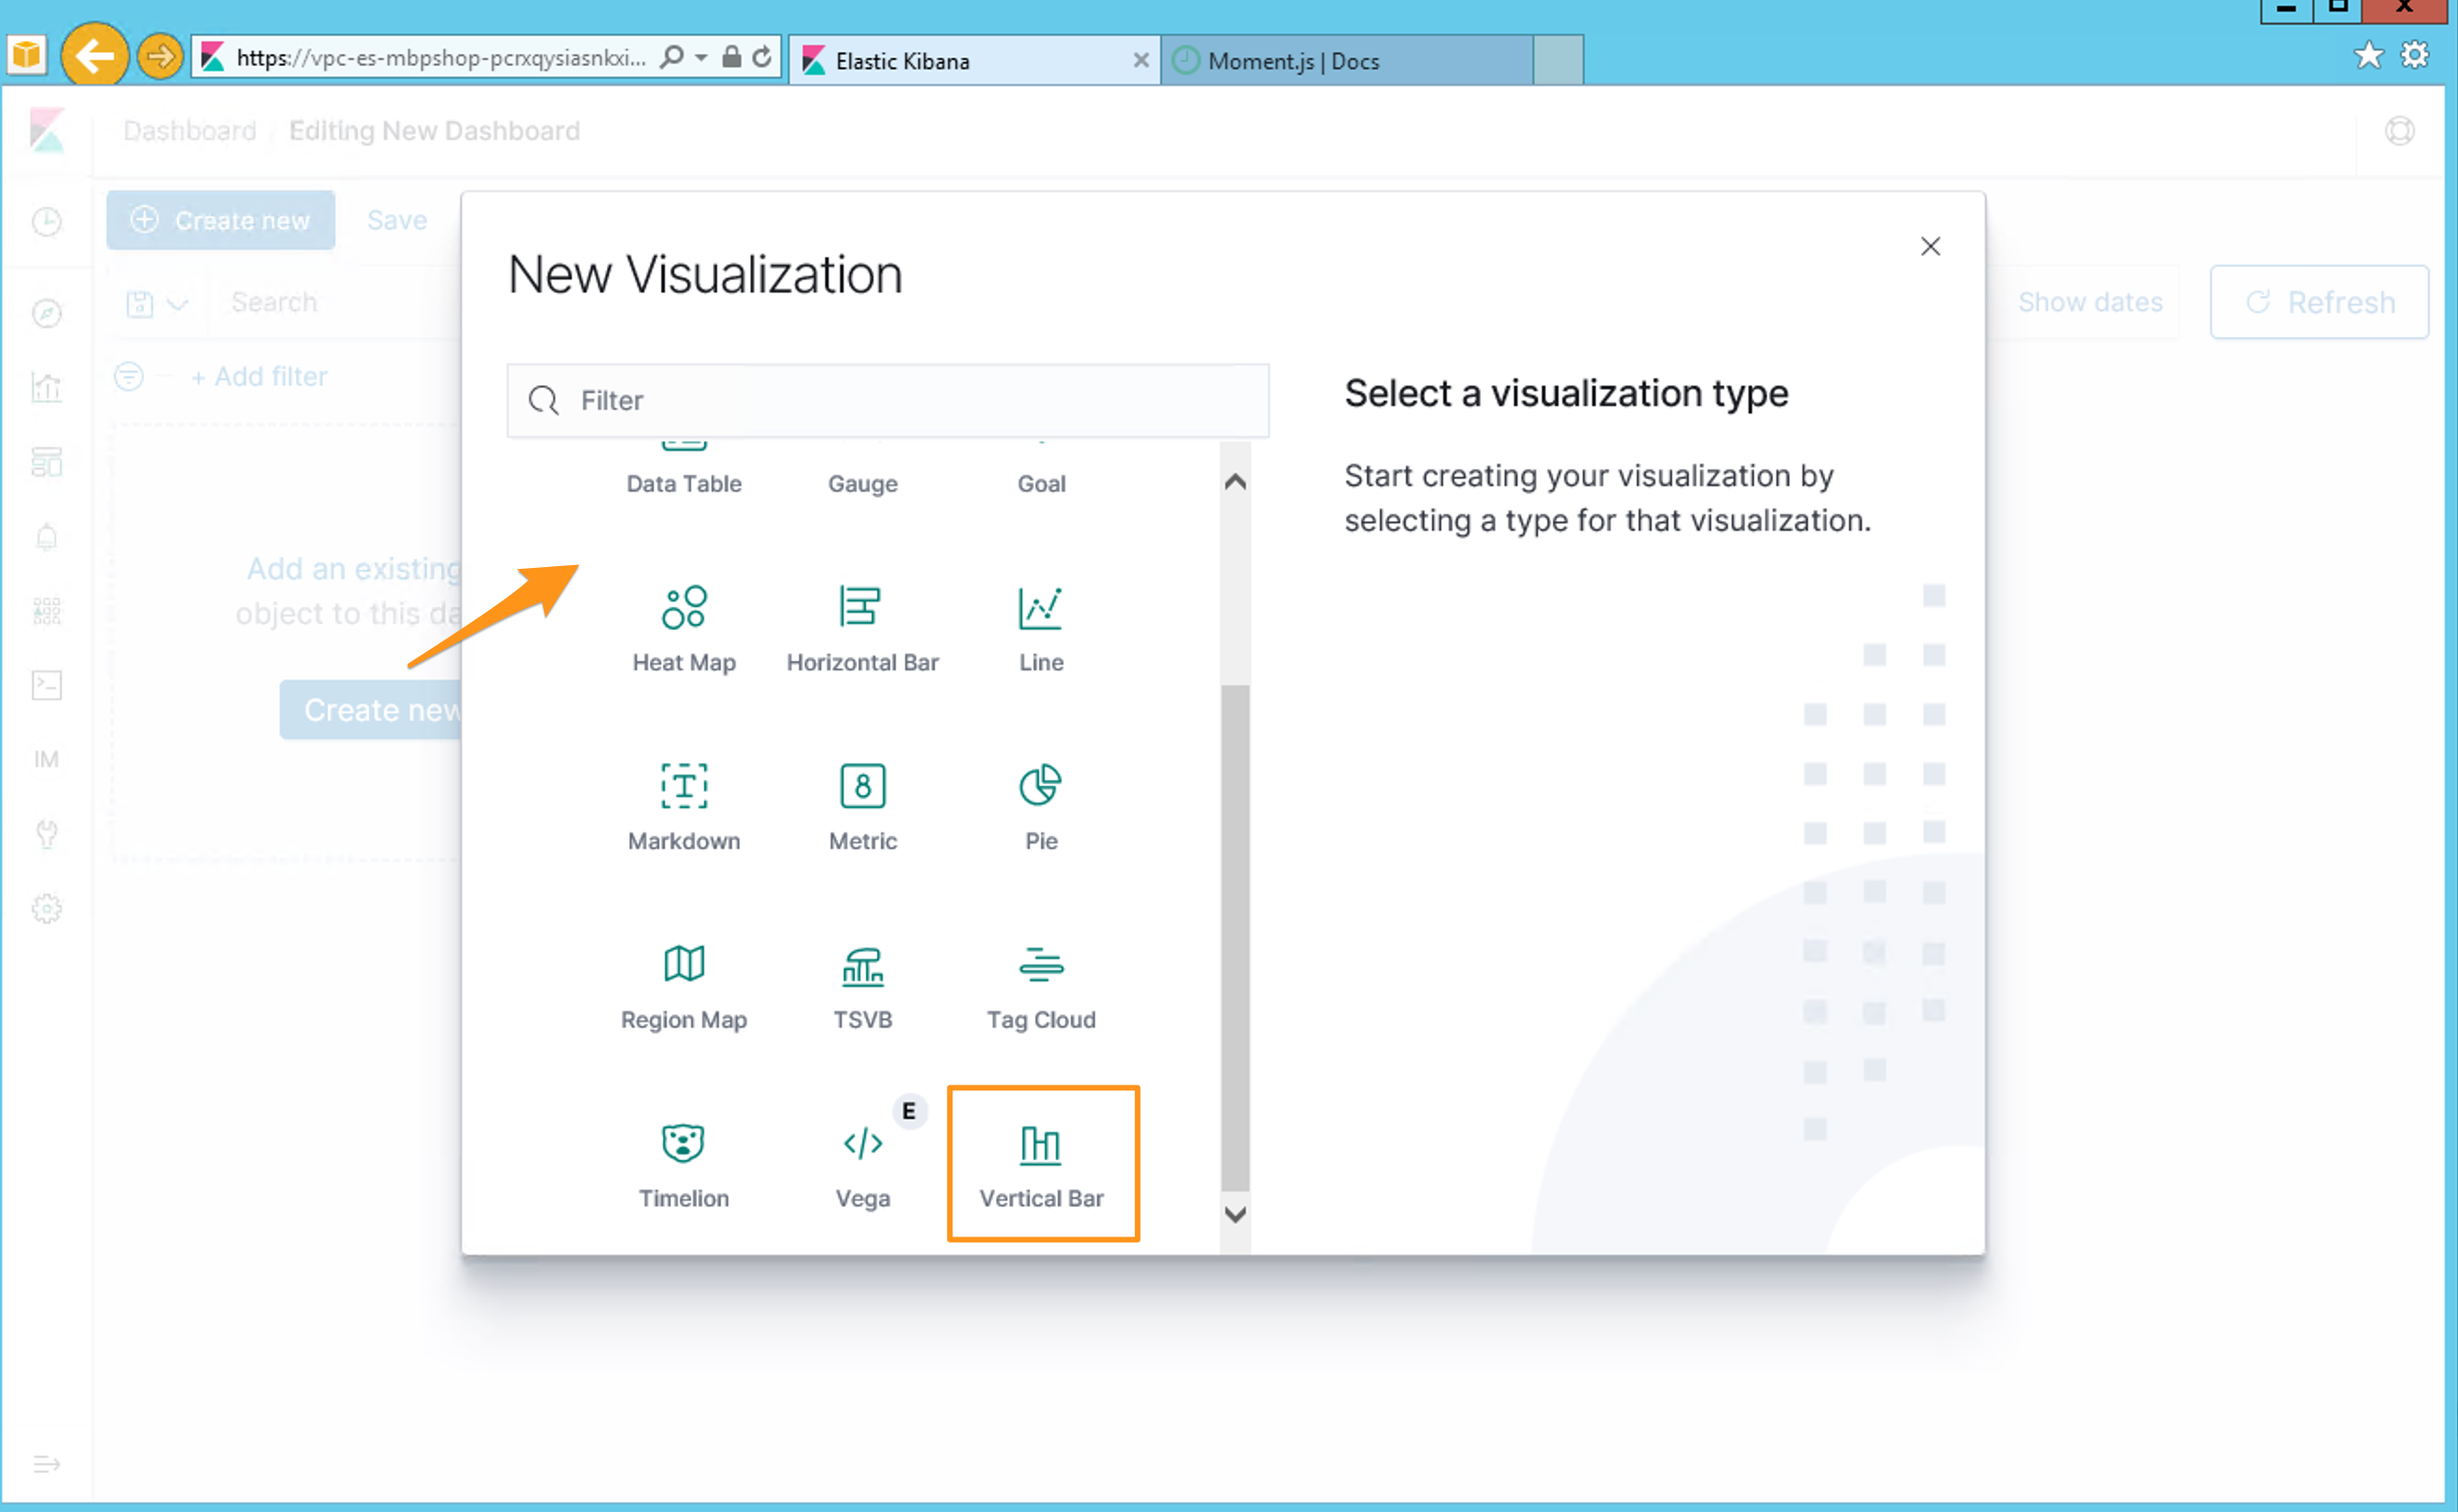 https://vpc-es-mbpshop-pcrxqysiasnkxi...
Elastic Kibana
Moment.js | Docs
Dashboard
Editing New Dashboard
Create new
Save
New Visualization
Search
Show dates
Refresh
+ Add filter
Filter
Select a visualization type
Data Table
Gauge
Goal
Start creating your visualization by
selecting a type for that visualization.
Add an existing
object to this da
Heat Map
Horizontal Bar
Line
Create new
IM
8
Markdown
Metric
Pie
Region Map
TSVB
Tag Cloud
E
Timelion
Vega
Vertical Bar